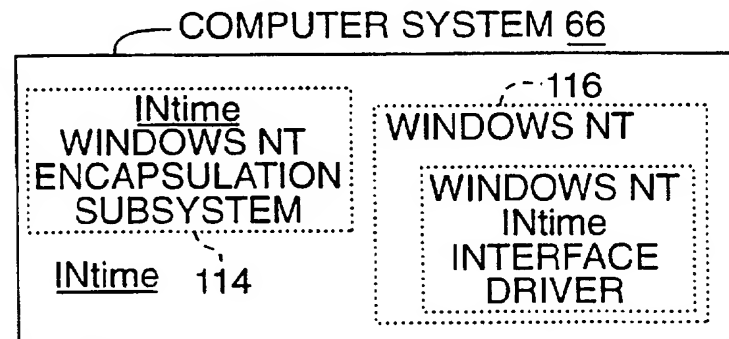 COMPUTER SYSTEM 66
INtime
WINDOWS NT
ENCAPSULATION
SUBSYSTEM
INtime 114
116
WINDOWS NT
WINDOWS NT
INtime
INTERFACE
DRIVER